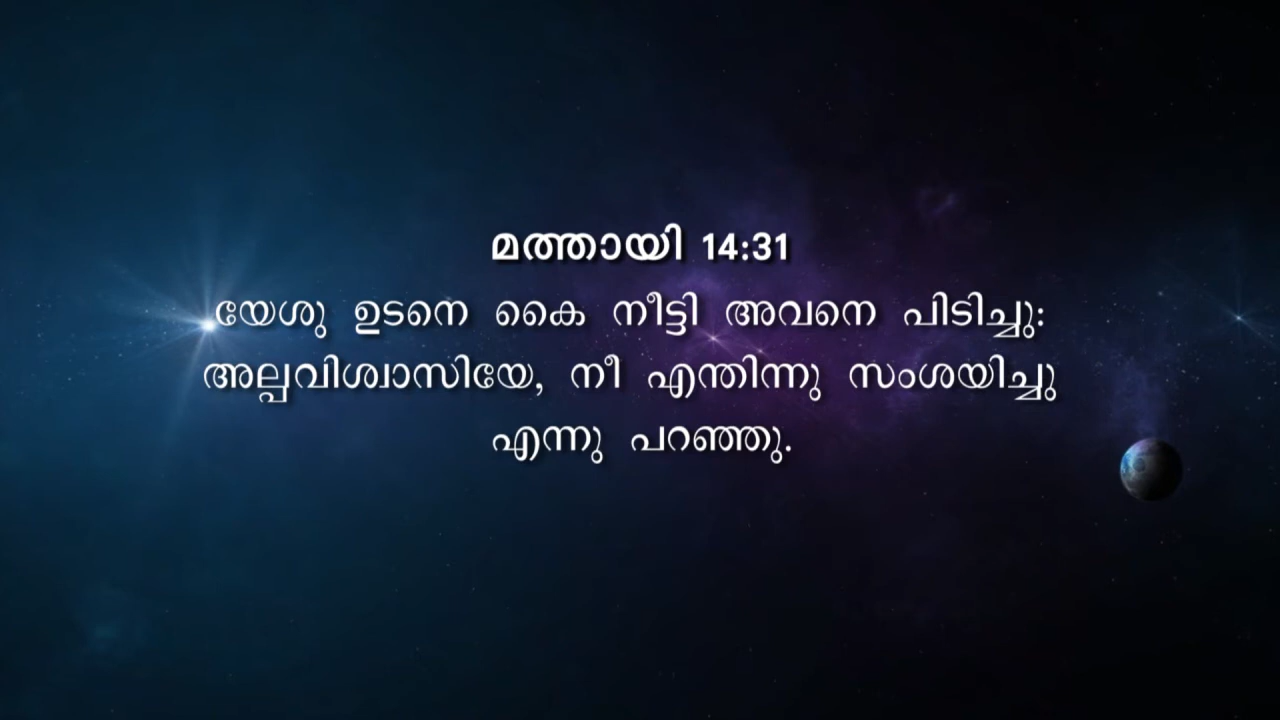 മത്തായി 14:31
യേശു ഉടനെ കൈ നീട്ടി അവനെ പിടിച്ചു:
അല്പവിശ്വാസിയേ, നീ എന്തിന്നു സംശയിച്ചു
എന്നു പറഞ്ഞു.